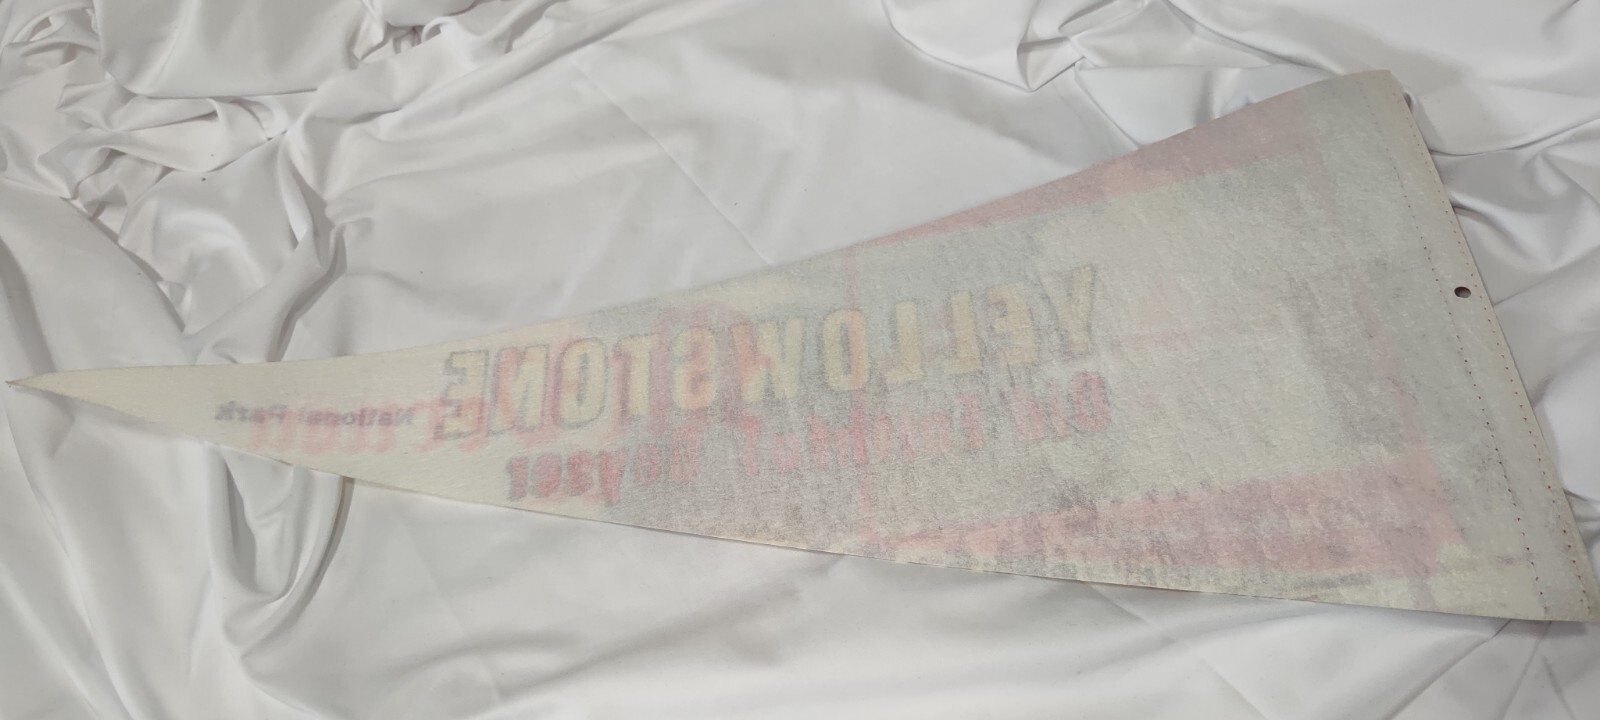 YELLOWSTONE
National Park
Old Faithful Geyser